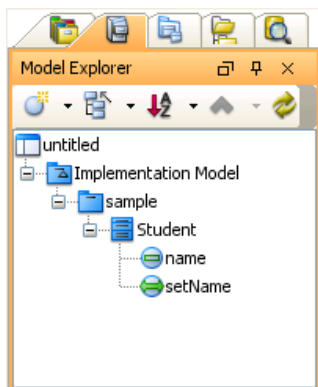 Model Explorer
untitled
Implementation Model
sample
Student
name
setName